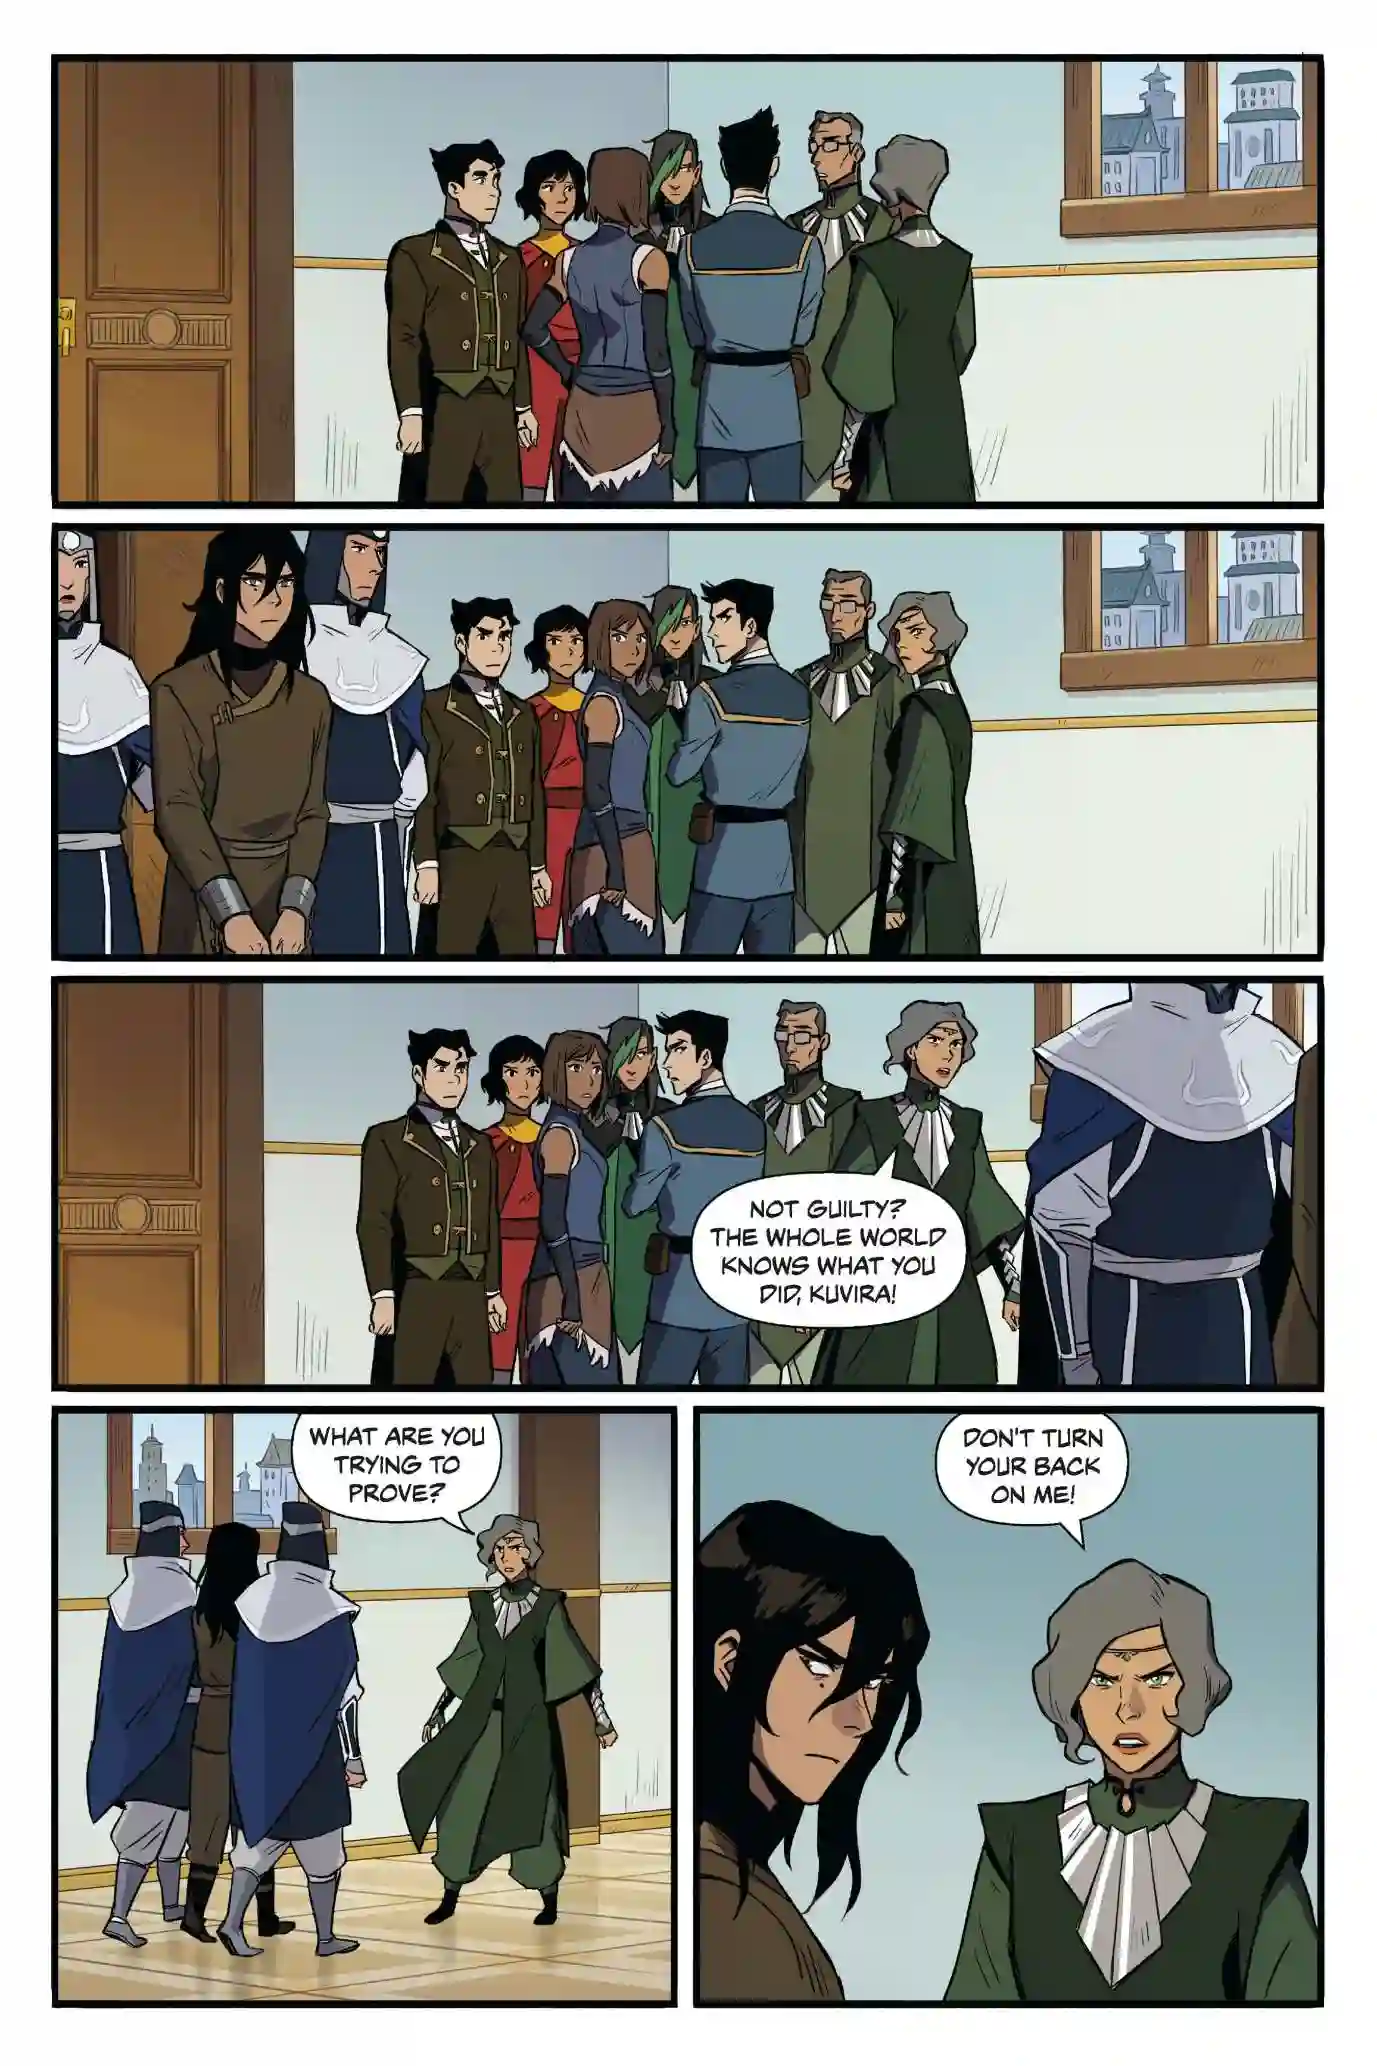 NOT GUILTY?
THE WHOLE WORLD
KNOWS WHAT YOU
DID, KUVIRA!
WHAT ARE YOU
TRYING TO
PROVE?
DON'T TURN
YOUR BACK
ON ME!